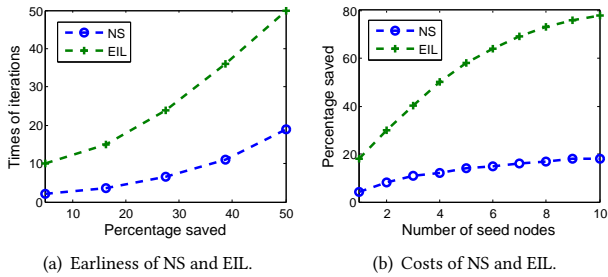 NS
EIL
Times of iterations
50
40
30
20
10
0
10 20 30 40 50
Percentage saved
(a) Earliness of NS and EIL.
NS
EIL
Percentage saved
80
60
40
20
0
2 4 6 8 10
Number of seed nodes
(b) Costs of NS and EIL.